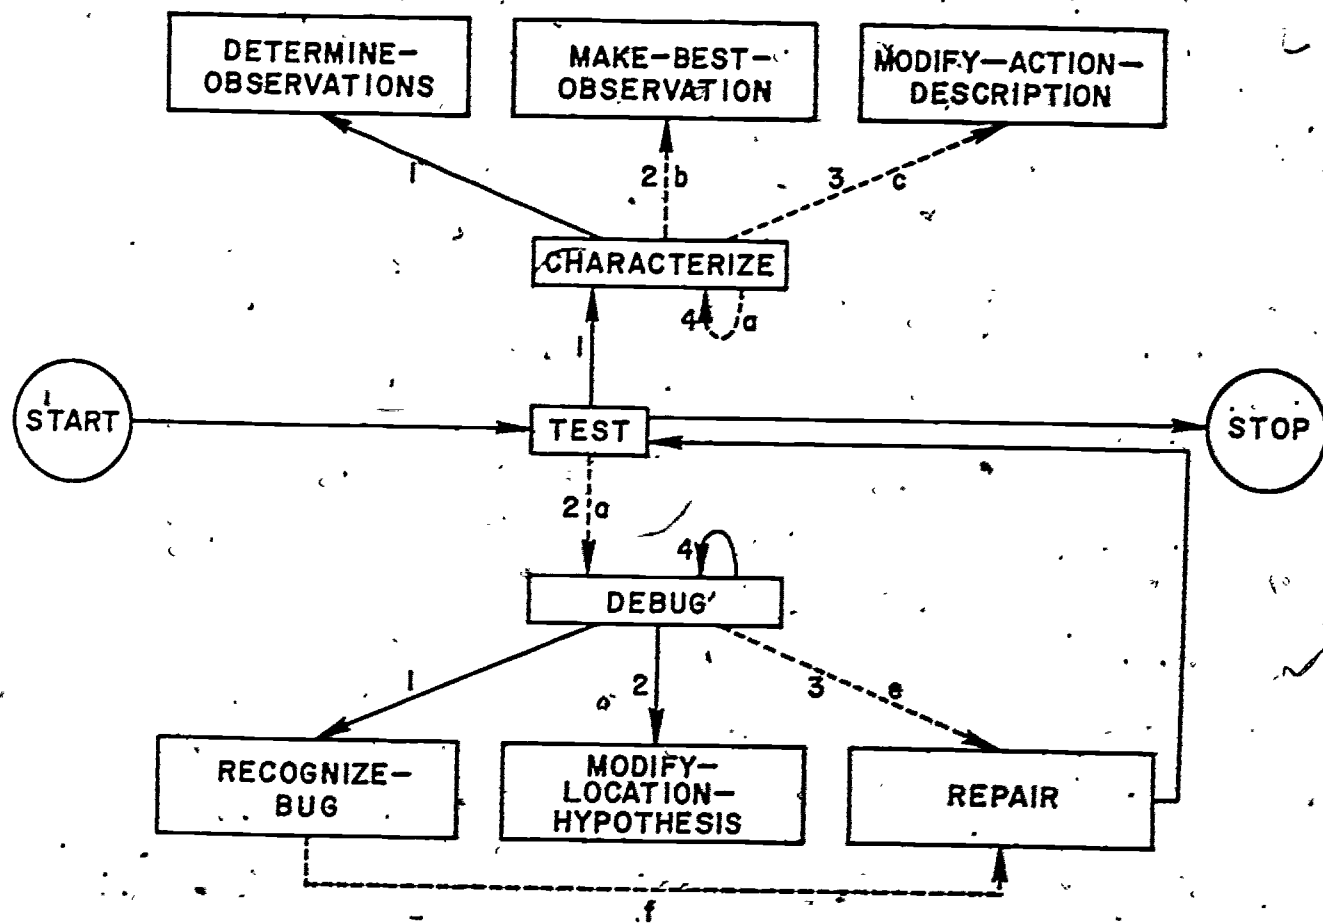 DETERMINE-
OBSERVATIONS
MAKE-BEST-
OBSERVATION
MODIFY-ACTION-
DESCRIPTION
1
2 b
3 c
CHARACTERIZE
4 a
1
START
TEST
STOP
2 a
4
DEBUG
1
2
3 e
RECOGNIZE-
BUG
MODIFY-
LOCATION-
HYPOTHESIS
REPAIR
f